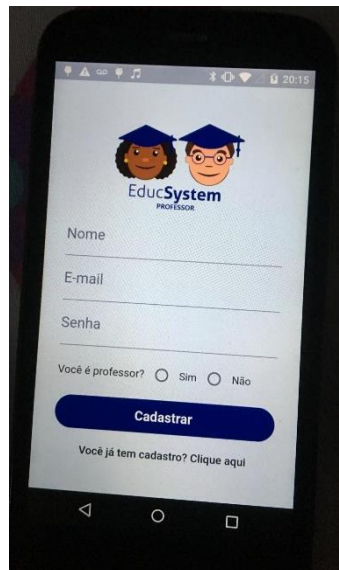 20:15
EducSystem
PROFESSOR
Nome
E-mail
Senha
Você é professor? Sim Não
Cadastrar
Você já tem cadastro? Clique aqui